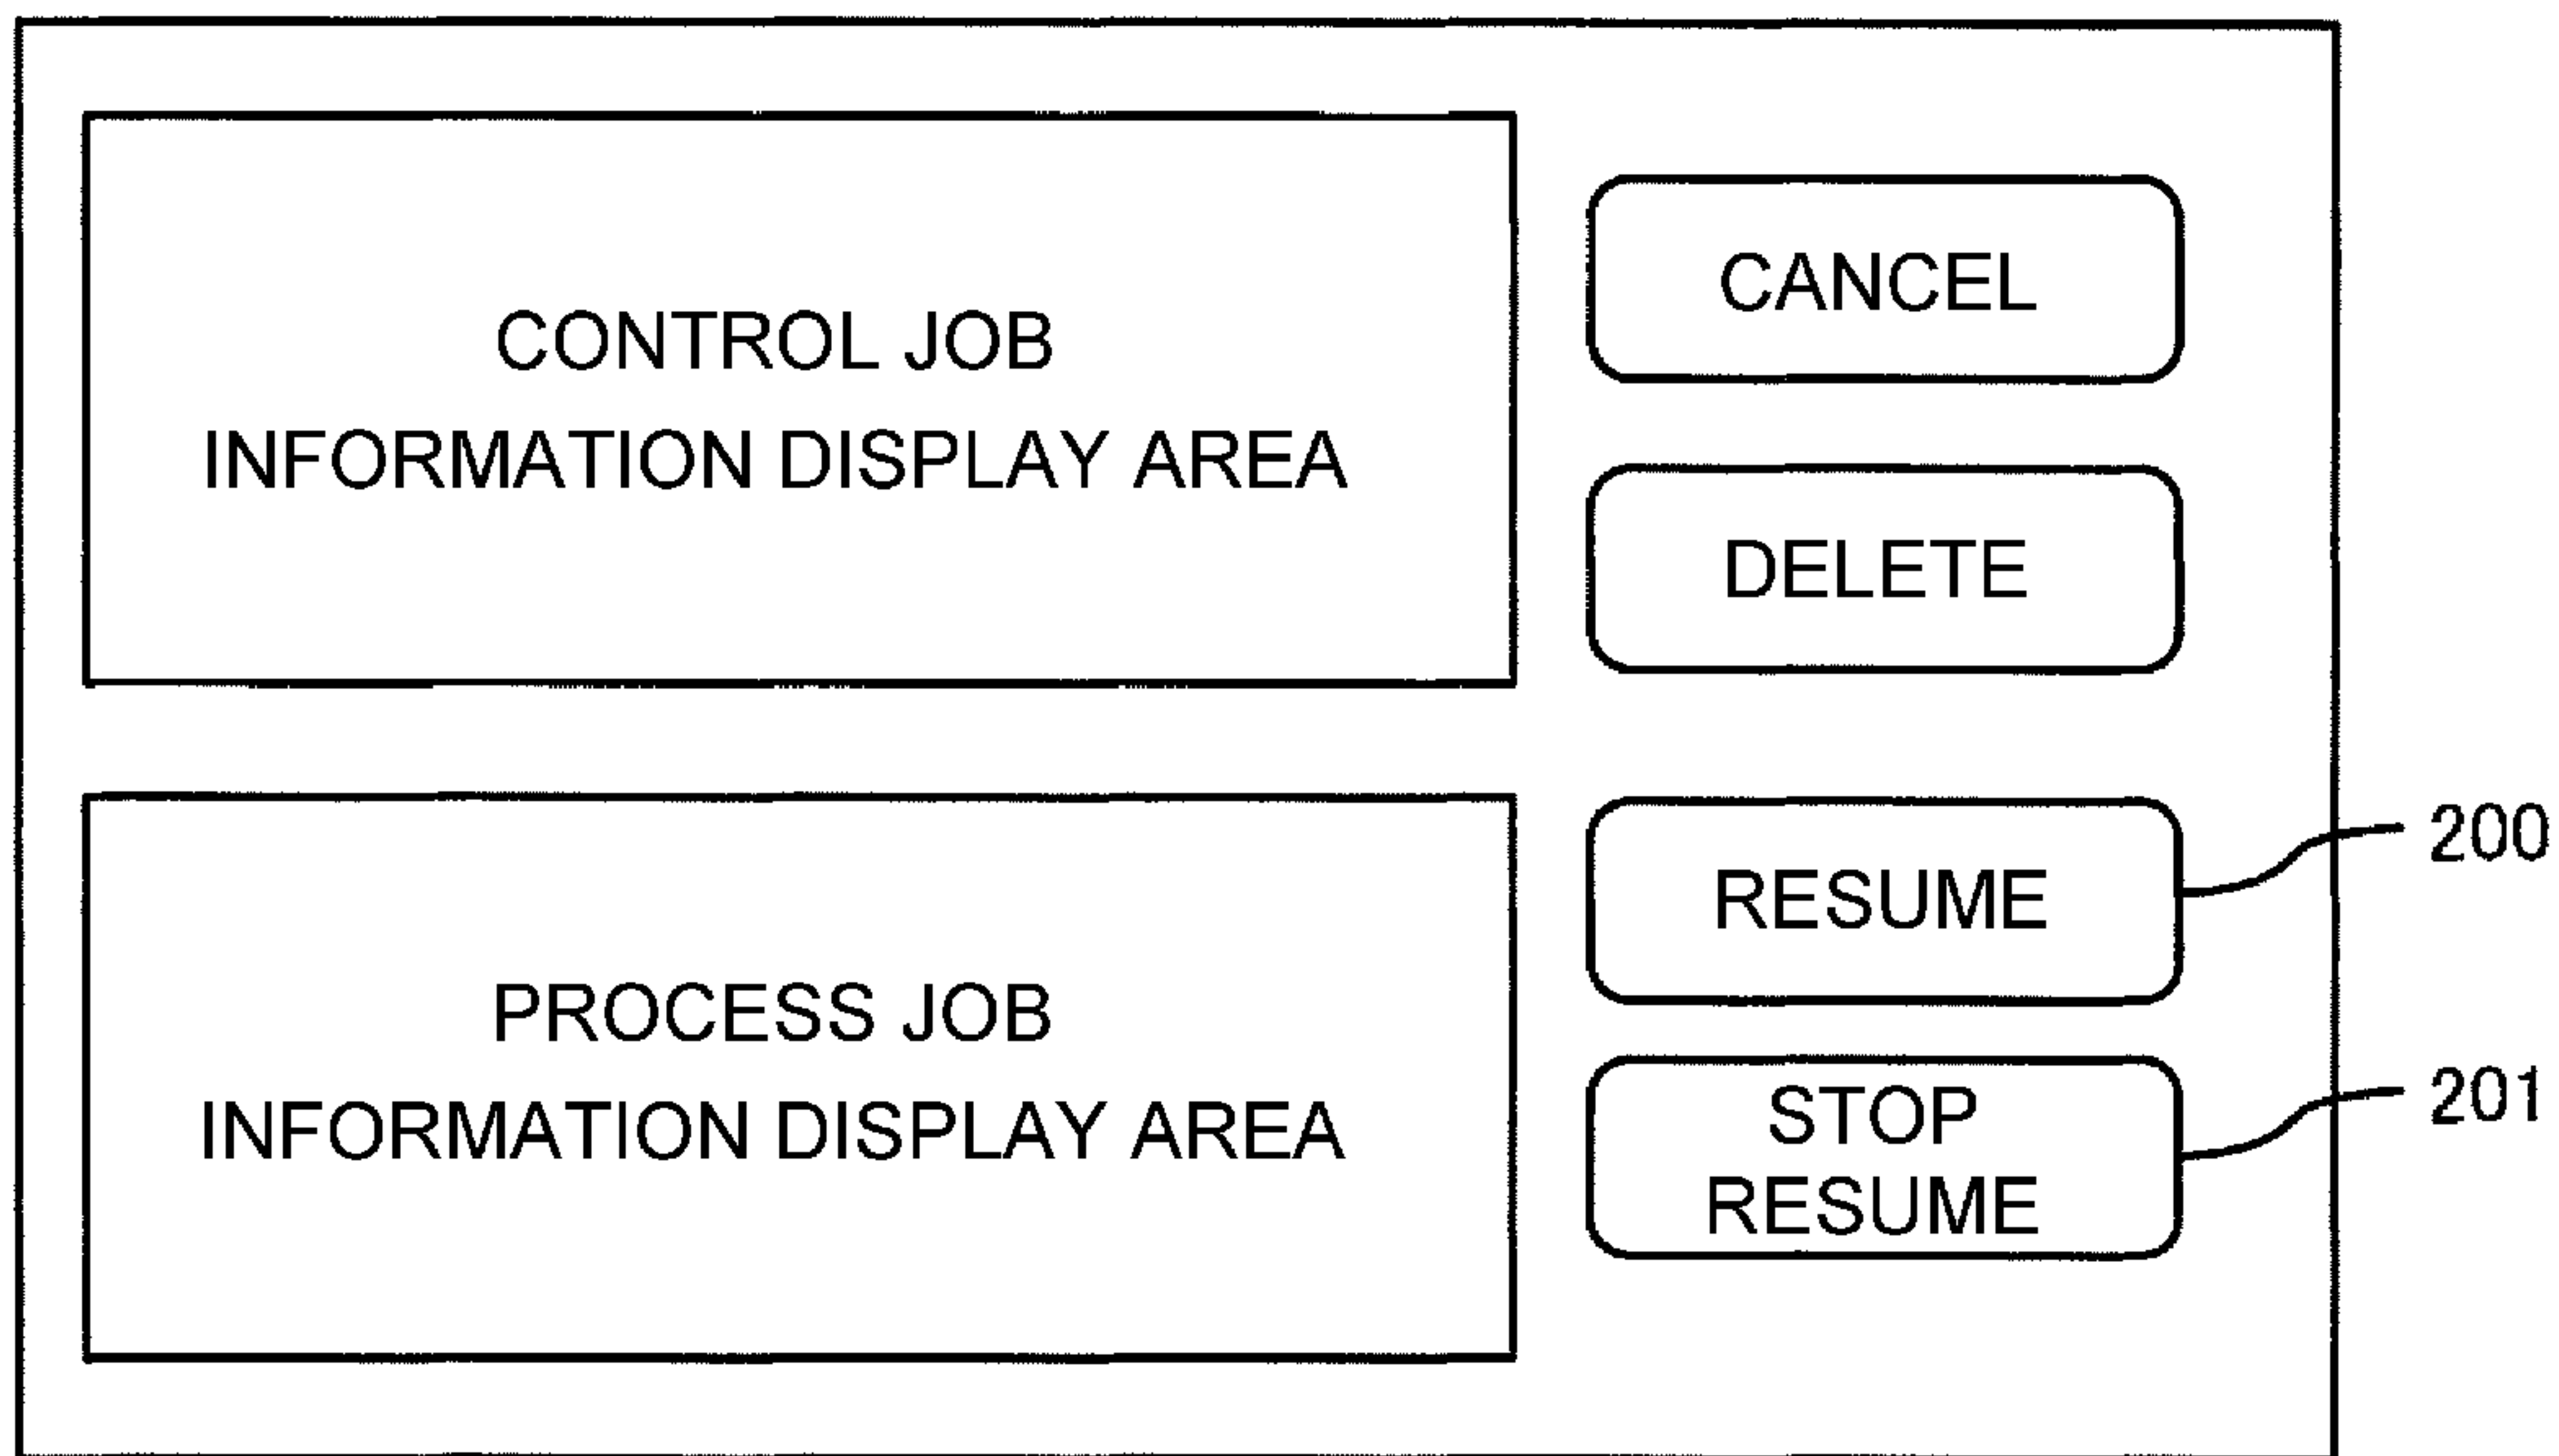 CONTROL JOB
INFORMATION DISPLAY AREA
CANCEL
DELETE
PROCESS JOB
INFORMATION DISPLAY AREA
RESUME
200
STOP
RESUME
201